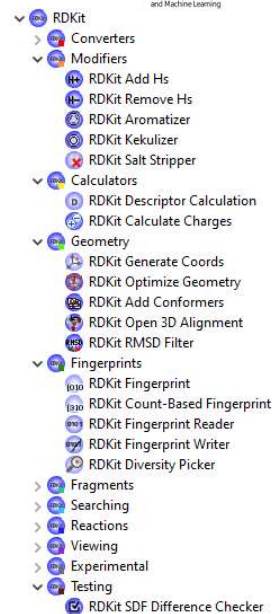 and Machine Learning
RDKit
Converters
Modifiers
H+ RDKit Add Hs
H- RDKit Remove Hs
RDKit Aromatizer
RDKit Kekulizer
RDKit Salt Stripper
Calculators
D RDKit Descriptor Calculation
RDKit Calculate Charges
Geometry
RDKit Generate Coords
RDKit Optimize Geometry
RDKit Add Conformers
RDKit Open 3D Alignment
RMSD RDKit RMSD Filter
Fingerprints
RDKit Fingerprint
RDKit Count-Based Fingerprint
RDKit Fingerprint Reader
RDKit Fingerprint Writer
RDKit Diversity Picker
Fragments
Searching
Reactions
Viewing
Experimental
Testing
RDKit SDF Difference Checker